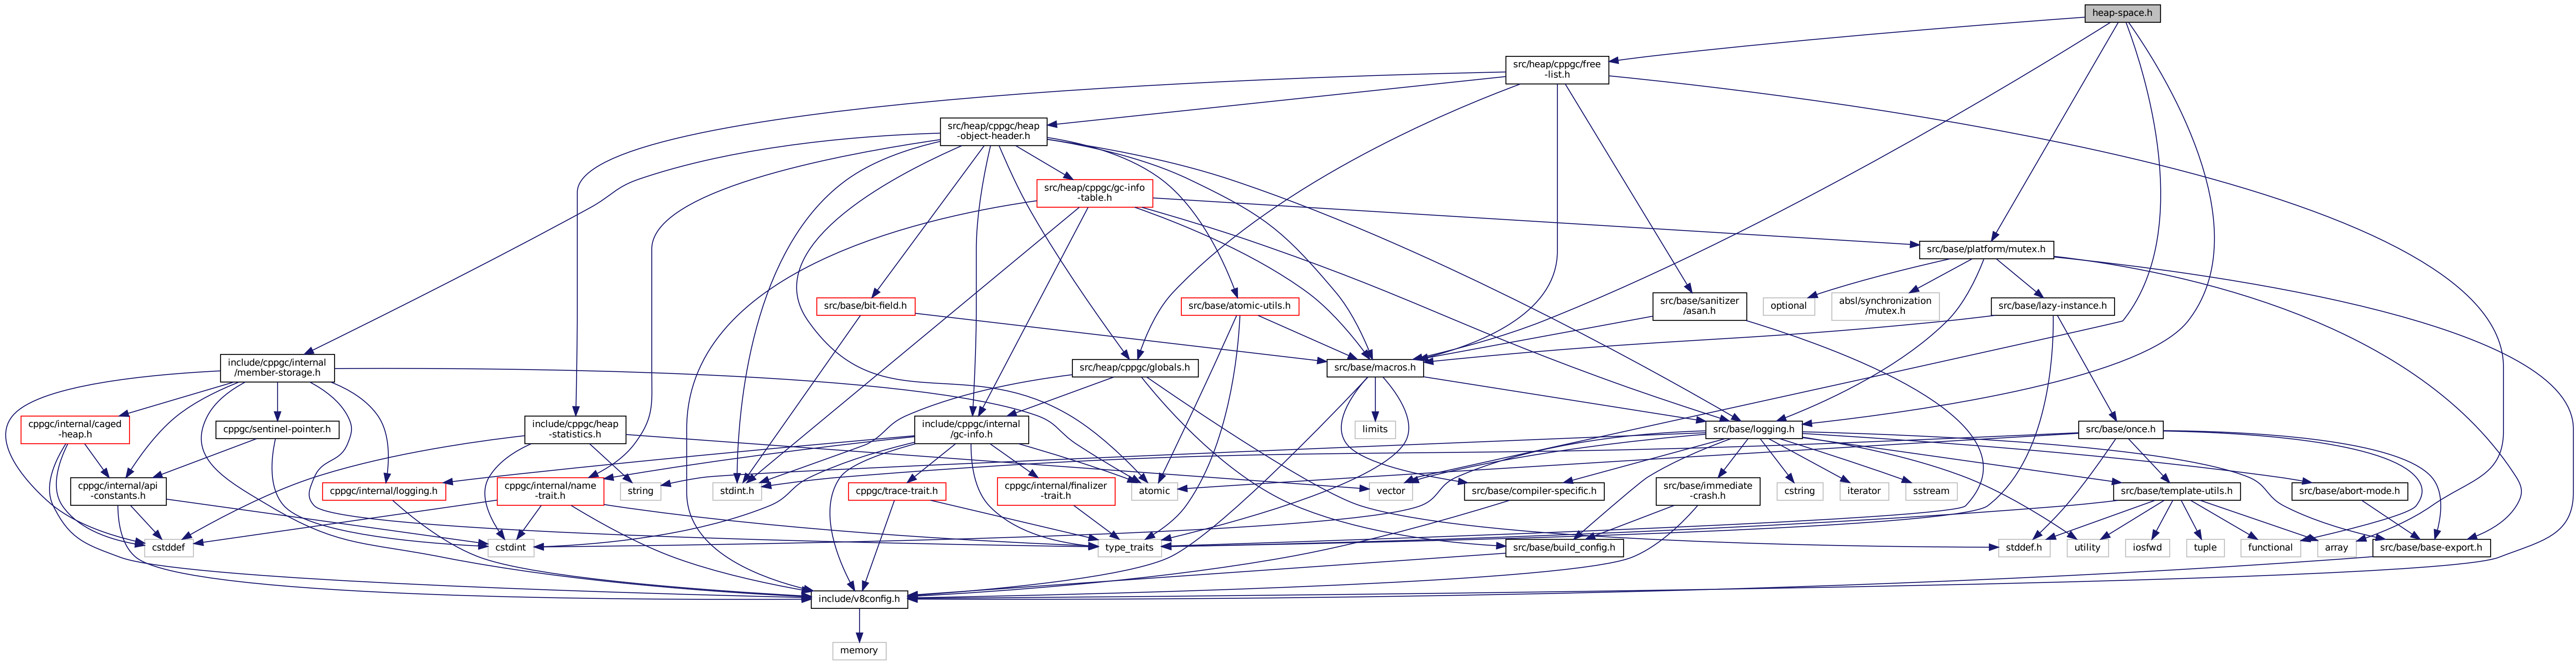 heap-space.h
src/heap/cppgc/free
-list.h
src/heap/cppgc/heap
-object-header.h
src/heap/cppgc/gc-info
-table.h
src/base/platform/mutex.h
src/base/bit-field.h
src/base/atomic-utils.h
src/base/sanitizer
/asan.h
optional
absl/synchronization
/mutex.h
src/base/lazy-instance.h
include/cppgc/internal
/member-storage.h
src/heap/cppgc/globals.h
src/base/macros.h
cppgc/internal/caged
-heap.h
cppgc/sentinel-pointer.h
include/cppgc/heap
-statistics.h
include/cppgc/internal
/gc-info.h
limits
src/base/logging.h
src/base/once.h
cppgc/internal/api
-constants.h
cppgc/internal/logging.h
cppgc/internal/name
-trait.h
string
stdint.h
cppgc/trace-trait.h
cppgc/internal/finalizer
-trait.h
atomic
vector
src/base/compiler-specific.h
src/base/immediate
-crash.h
cstring
iterator
sstream
src/base/template-utils.h
src/base/abort-mode.h
cstddef
cstdint
type_traits
src/base/build_config.h
stddef.h
utility
iosfwd
tuple
functional
array
src/base/base-export.h
include/v8config.h
memory